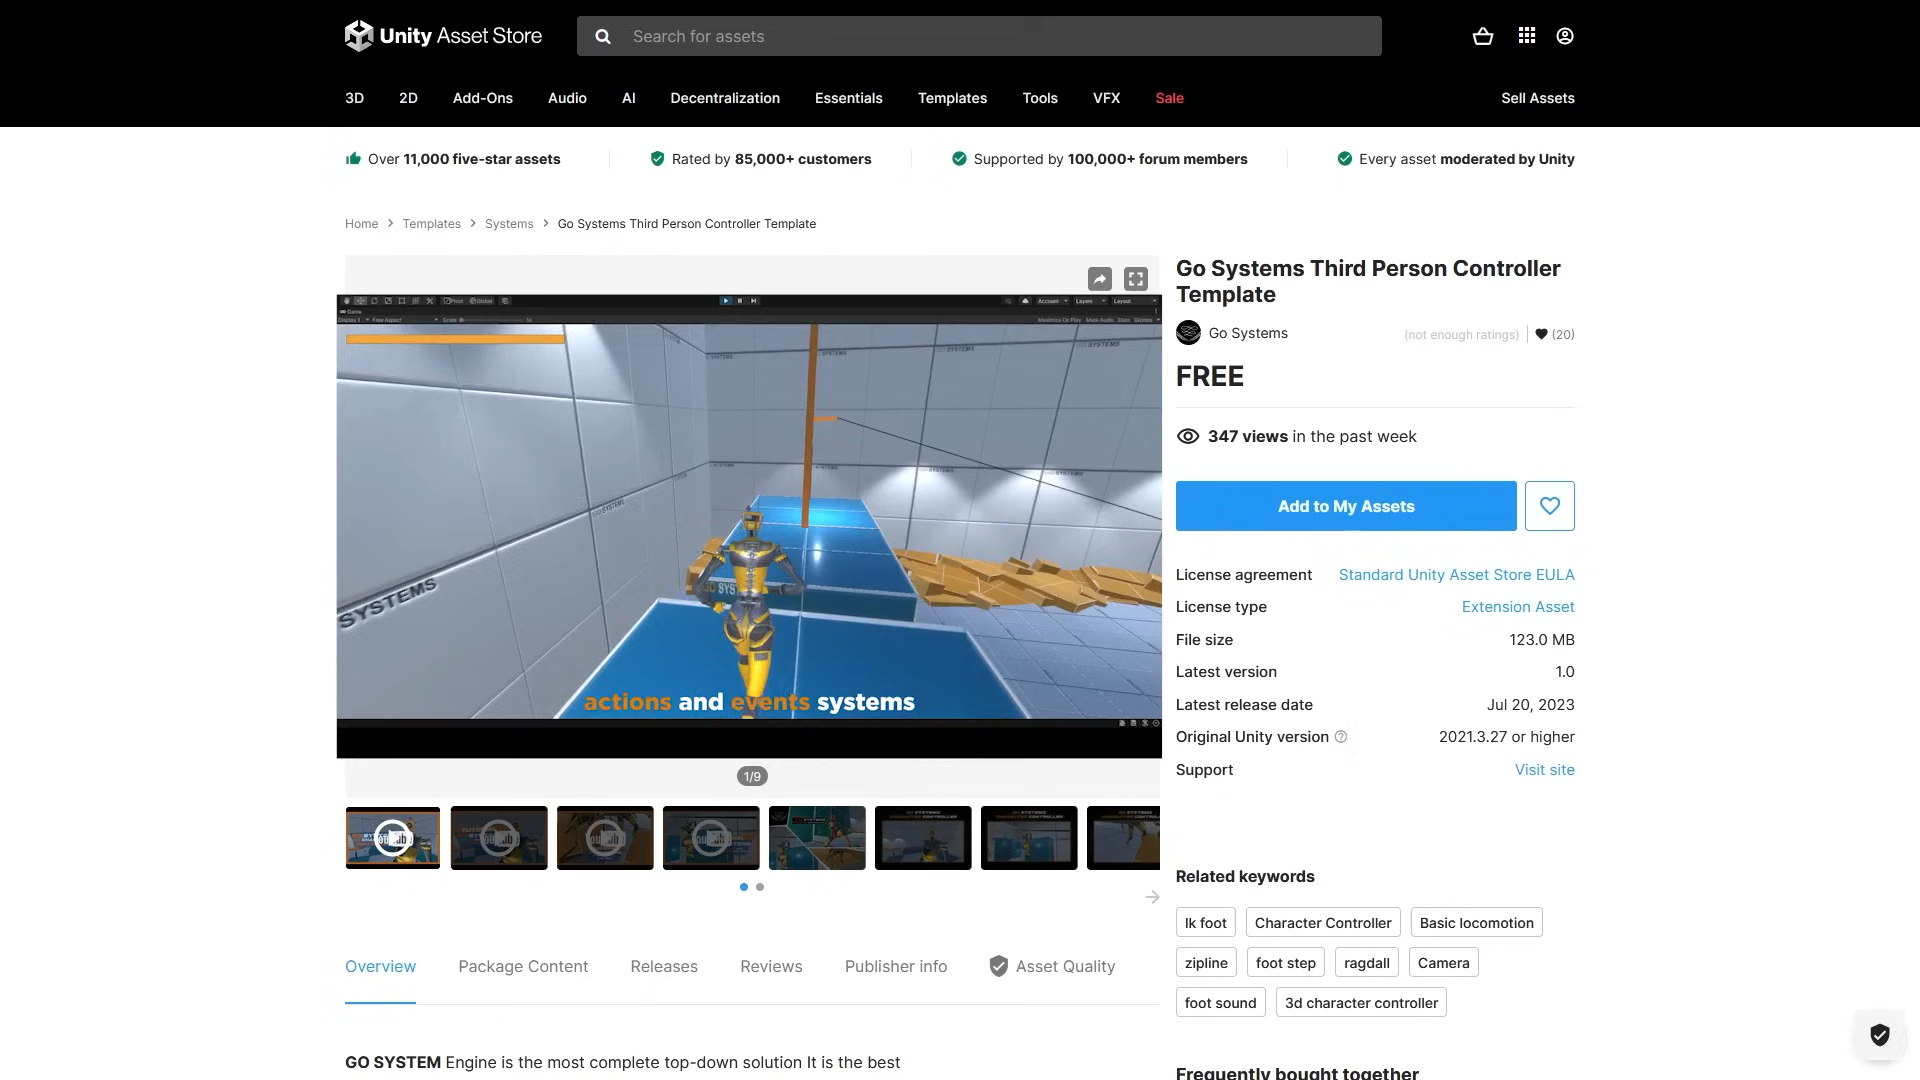 Unity Asset Store
Search for assets
3D 2D Add-Ons Audio AI Decentralization Essentials Templates Tools VFX Sale Sell Assets
Over 11,000 five-star assets
Rated by 85,000+ customers
Supported by 100,000+ forum members
Every asset moderated by Unity
Home > Templates > Systems > Go Systems Third Person Controller Template
Go Systems Third Person Controller
Template
Go Systems
(not enough ratings)
(20)
FREE
347 views in the past week
Add to My Assets
License agreement Standard Unity Asset Store EULA
License type Extension Asset
File size 123.0 MB
Latest version 1.0
Latest release date Jul 20, 2023
Original Unity version 2021.3.27 or higher
Support Visit site
SYSTEMS
actions and events systems
1/9
Related keywords
Ik foot
Character Controller
Basic locomotion
zipline
foot step
ragdall
Camera
foot sound
3d character controller
Overview
Package Content
Releases
Reviews
Publisher info
Asset Quality
GO SYSTEM Engine is the most complete top-down solution It is the best
Frequently bought together